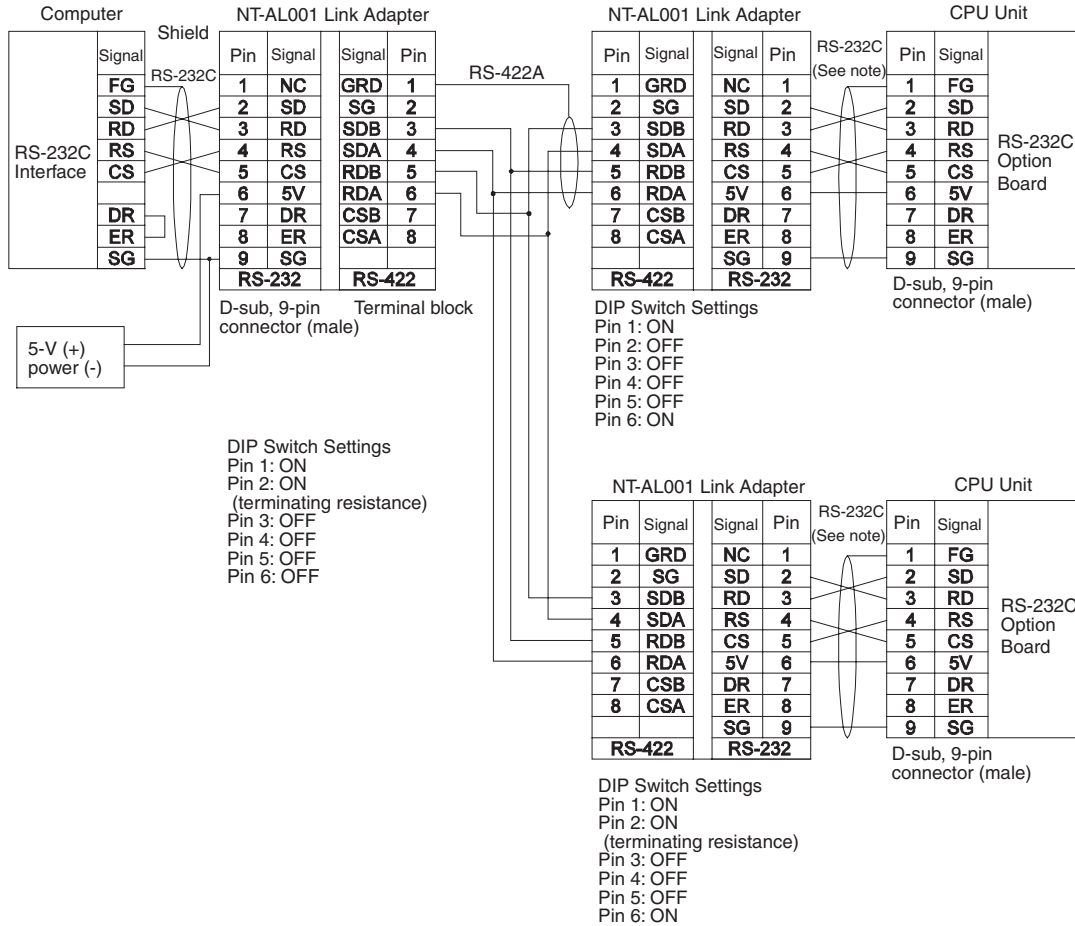 Computer
NT-AL001 Link Adapter
Shield
RS-232C
Signal
FG
SD
RD
RS
CS
DR
ER
SG
RS-232C
Interface
Pin Signal
1 NC
2 SD
3 RD
4 RS
5 CS
6 5V
7 DR
8 ER
9 SG
RS-232
Signal Pin
GRD 1
SG 2
SDB 3
SDA 4
RDB 5
RDA 6
CSB 7
CSA 8
RS-422
D-sub, 9-pin
connector (male)
Terminal block
5-V (+)
power (-)
DIP Switch Settings
Pin 1: ON
Pin 2: ON
(terminating resistance)
Pin 3: OFF
Pin 4: OFF
Pin 5: OFF
Pin 6: OFF
RS-422A
NT-AL001 Link Adapter
CPU Unit
Pin Signal
1 GRD
2 SG
3 SDB
4 SDA
5 RDB
6 RDA
7 CSB
8 CSA
RS-422
Signal Pin
NC 1
SD 2
RD 3
RS 4
CS 5
5V 6
DR 7
ER 8
SG 9
RS-232
RS-232C
(See note)
Pin Signal
1 FG
2 SD
3 RD
4 RS
5 CS
6 5V
7 DR
8 ER
9 SG
RS-232C
Option
Board
D-sub, 9-pin
connector (male)
DIP Switch Settings
Pin 1: ON
Pin 2: OFF
Pin 3: OFF
Pin 4: OFF
Pin 5: OFF
Pin 6: ON
NT-AL001 Link Adapter
CPU Unit
Pin Signal
1 GRD
2 SG
3 SDB
4 SDA
5 RDB
6 RDA
7 CSB
8 CSA
RS-422
Signal Pin
NC 1
SD 2
RD 3
RS 4
CS 5
5V 6
DR 7
ER 8
SG 9
RS-232
RS-232C
(See note)
Pin Signal
1 FG
2 SD
3 RD
4 RS
5 CS
6 5V
7 DR
8 ER
9 SG
RS-232C
Option
Board
D-sub, 9-pin
connector (male)
DIP Switch Settings
Pin 1: ON
Pin 2: ON
(terminating resistance)
Pin 3: OFF
Pin 4: OFF
Pin 5: OFF
Pin 6: ON